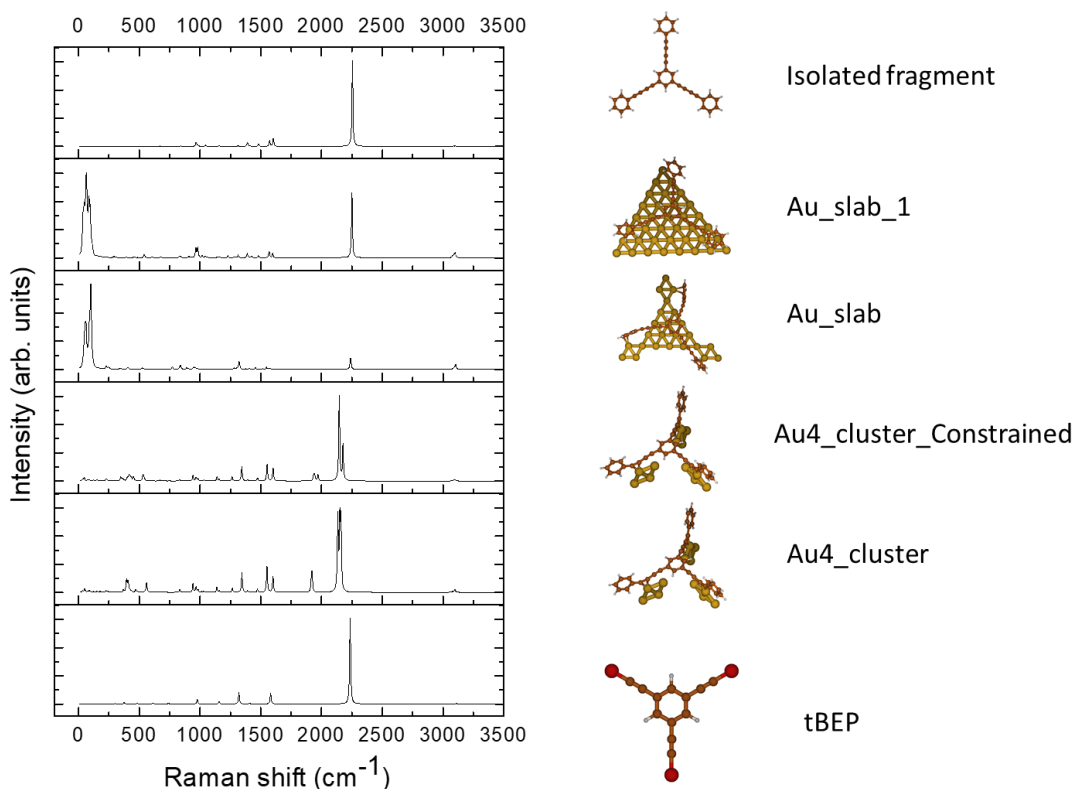 0 500 1000 1500 2000 2500 3000 3500
Isolated fragment
Au_slab_1
Au_slab
Au4_cluster_Constrained
Au4_cluster
tBEP
Intensity (arb. units)
0 500 1000 1500 2000 2500 3000 3500
Raman shift (cm⁻¹)